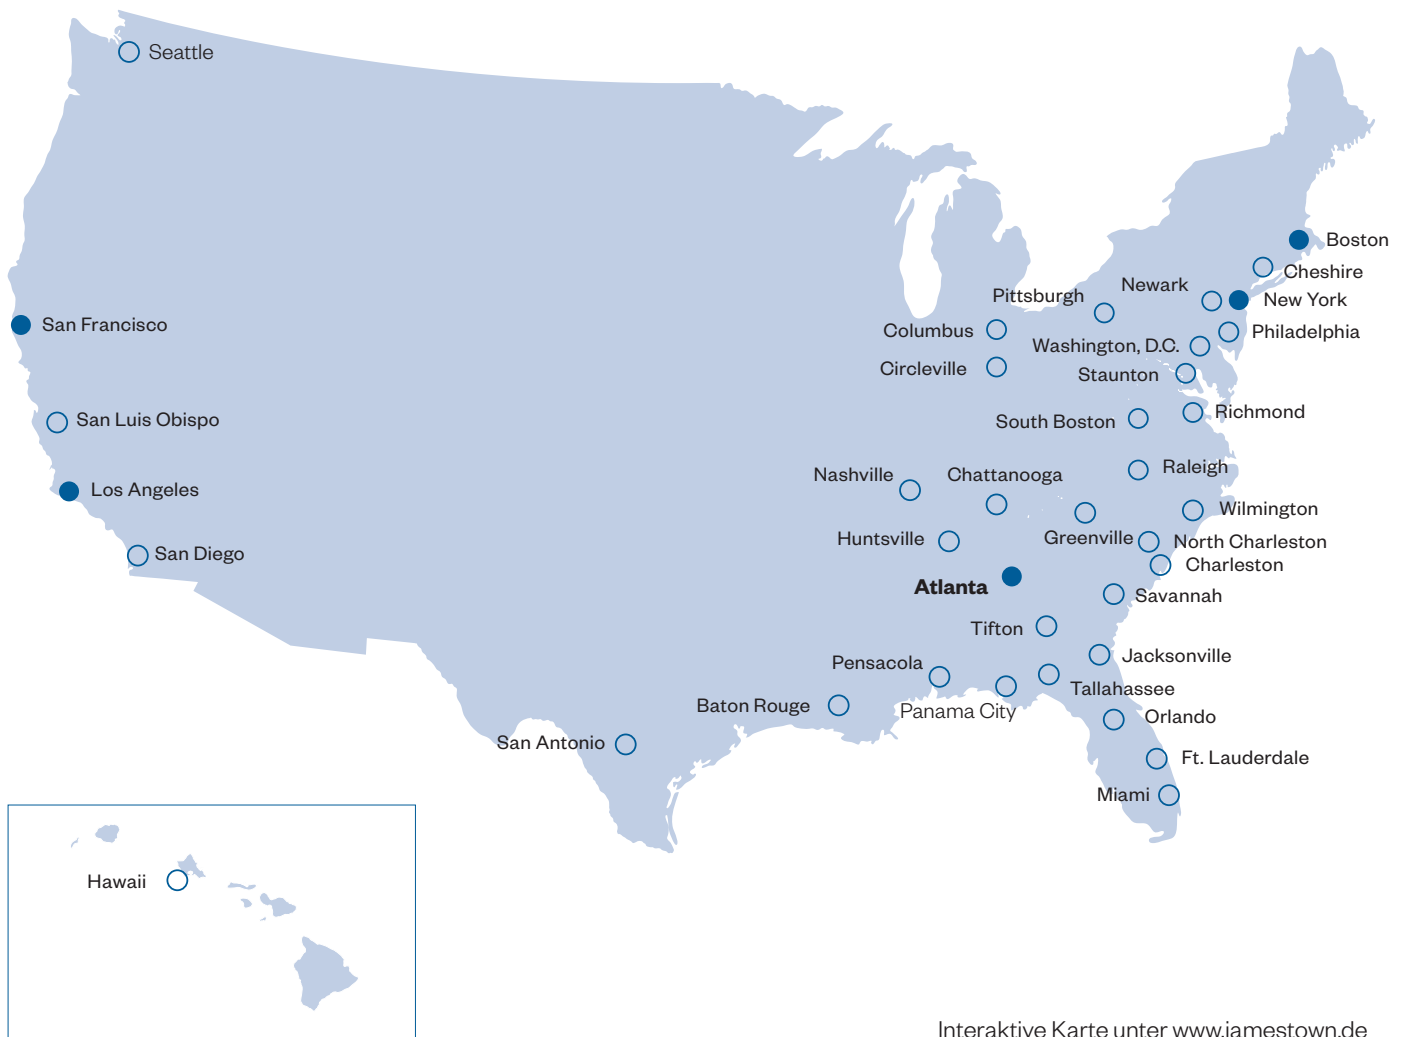 Seattle
Boston
Cheshire
Newark
Pittsburgh
New York
San Francisco
Columbus
Philadelphia
Washington, D.C.
Circleville
Staunton
Richmond
San Luis Obispo
South Boston
Raleigh
Nashville
Chattanooga
Los Angeles
Wilmington
Huntsville
Greenville
North Charleston
San Diego
Charleston
Atlanta
Savannah
Tifton
Jacksonville
Pensacola
Tallahassee
Baton Rouge
Panama City
Orlando
San Antonio
Ft. Lauderdale
Miami
Hawaii
Interaktive Karte unter www.jamestown.de